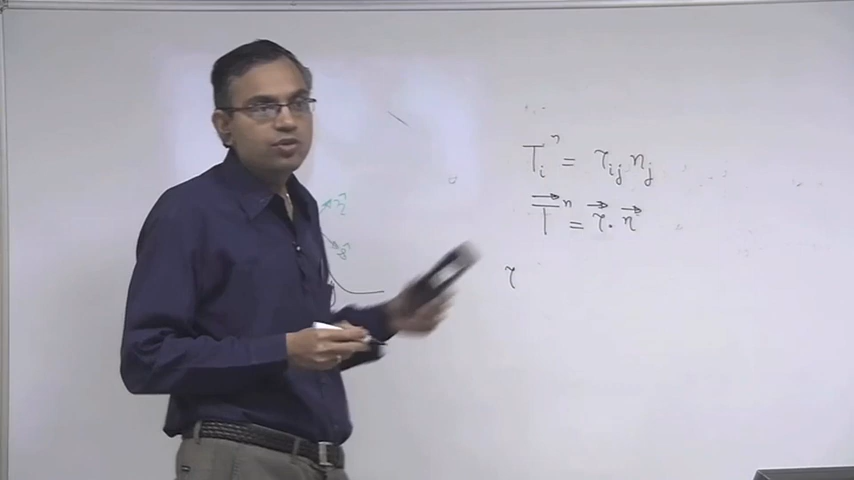 T_i^n = τ_ij n_j
T^n = τ · n
τ
n̂
ŝ